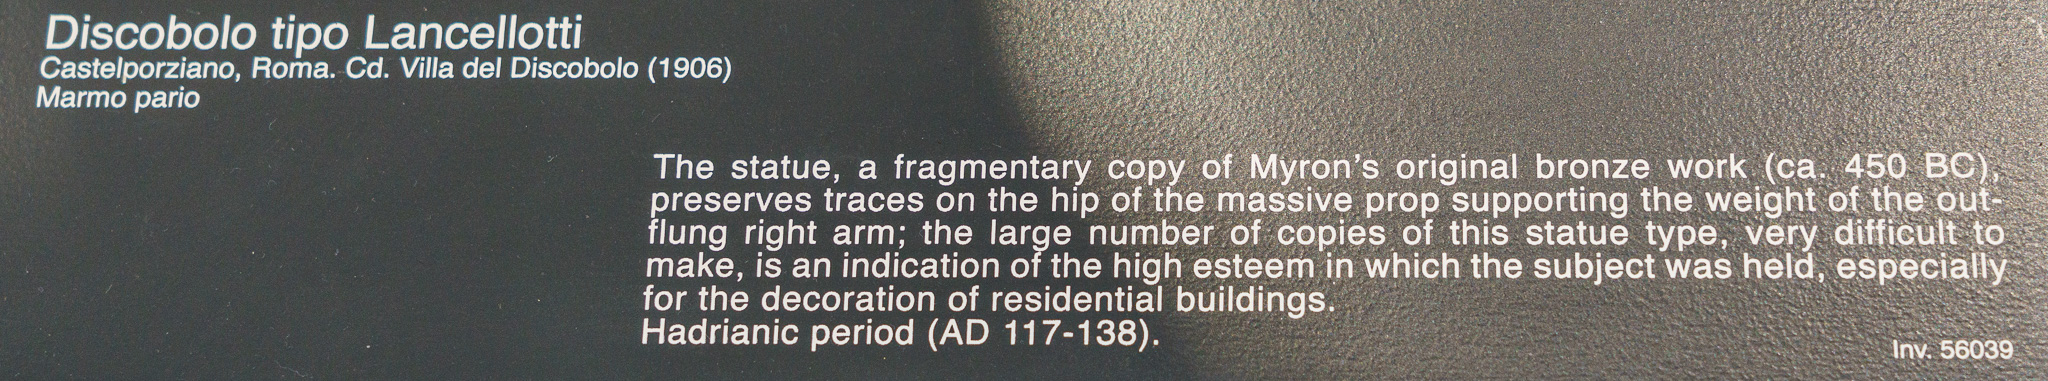 Discobolo tipo Lancellotti
Castelporziano, Roma. Cd. Villa del Discobolo (1906)
Marmo pario
The statue, a fragmentary copy of Myron's original bronze work (ca. 450 BC),
preserves traces on the hip of the massive prop supporting the weight of the out-
flung right arm; the large number of copies of this statue type, very difficult to
make, is an indication of the high esteem in which the subject was held, especially
for the decoration of residential buildings.
Hadrianic period (AD 117-138).
Inv. 56039